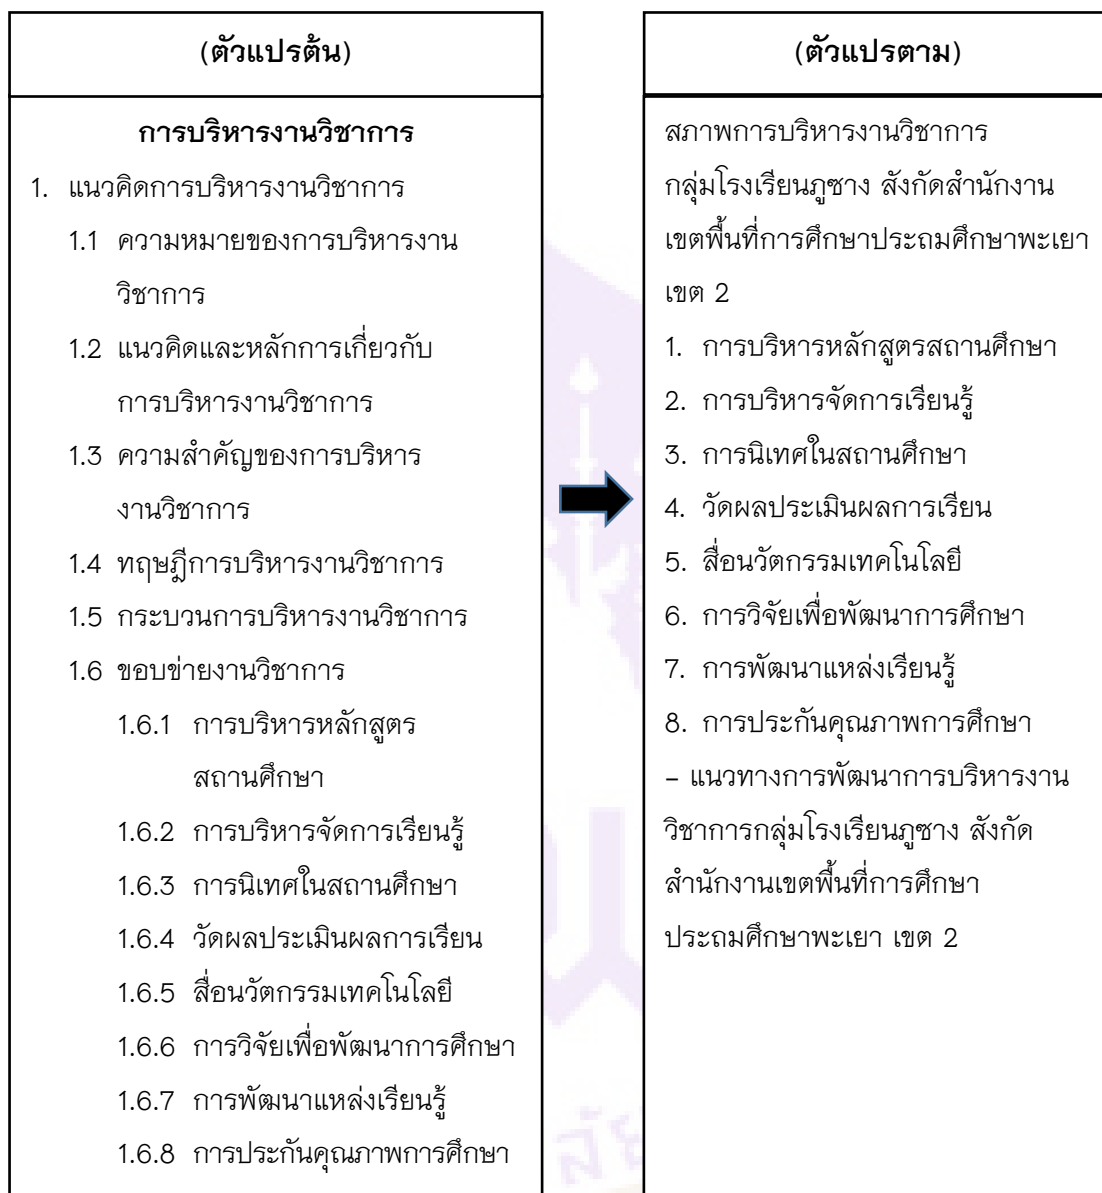 (ตัวแปรต้น)
การบริหารงานวิชาการ
1. แนวคิดการบริหารงานวิชาการ
1.1 ความหมายของการบริหารงาน
วิชาการ
1.2 แนวคิดและหลักการเกี่ยวกับ
การบริหารงานวิชาการ
1.3 ความสำคัญของการบริหาร
งานวิชาการ
1.4 ทฤษฎีการบริหารงานวิชาการ
1.5 กระบวนการบริหารงานวิชาการ
1.6 ขอบข่ายงานวิชาการ
1.6.1 การบริหารหลักสูตร
สถานศึกษา
1.6.2 การบริหารจัดการเรียนรู้
1.6.3 การนิเทศในสถานศึกษา
1.6.4 วัดผลประเมินผลการเรียน
1.6.5 สื่อนวัตกรรมเทคโนโลยี
1.6.6 การวิจัยเพื่อพัฒนาการศึกษา
1.6.7 การพัฒนาแหล่งเรียนรู้
1.6.8 การประกันคุณภาพการศึกษา
(ตัวแปรตาม)
สภาพการบริหารงานวิชาการ
กลุ่มโรงเรียนภูซาง สังกัดสำนักงาน
เขตพื้นที่การศึกษาประถมศึกษาพะเยา
เขต 2
1. การบริหารหลักสูตรสถานศึกษา
2. การบริหารจัดการเรียนรู้
3. การนิเทศในสถานศึกษา
4. วัดผลประเมินผลการเรียน
5. สื่อนวัตกรรมเทคโนโลยี
6. การวิจัยเพื่อพัฒนาการศึกษา
7. การพัฒนาแหล่งเรียนรู้
8. การประกันคุณภาพการศึกษา
- แนวทางการพัฒนาการบริหารงาน
วิชาการกลุ่มโรงเรียนภูซาง สังกัด
สำนักงานเขตพื้นที่การศึกษา
ประถมศึกษาพะเยา เขต 2